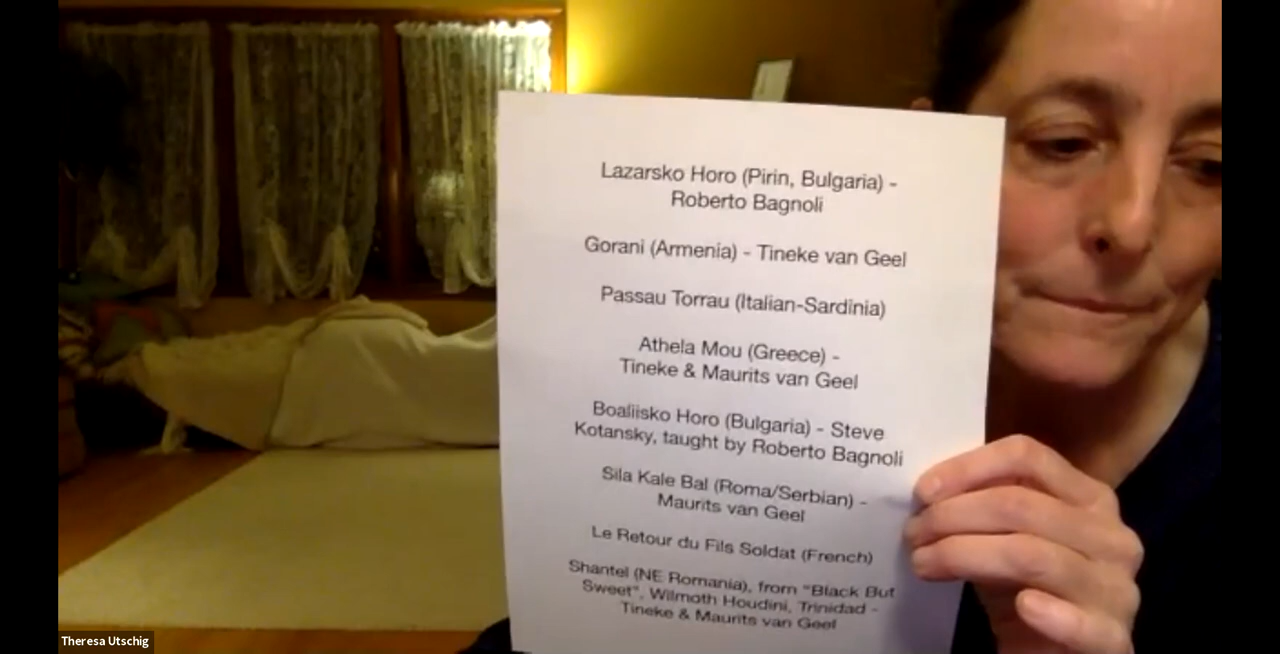 Lazarsko Horo (Pirin, Bulgaria) -
Roberto Bagnoli
Gorani (Armenia) - Tineke van Geel
Passau Torrau (Italian-Sardinia)
Athela Mou (Greece) -
Tineke & Maurits van Geel
Boaliisko Horo (Bulgaria) - Steve
Kotansky, taught by Roberto Bagnoli
Sila Kale Bal (Roma/Serbian) -
Maurits van Geel
Le Retour du Fils Soldat (French)
Shantel (NE Romania), from "Black But
Sweet", Wilmoth Houdini, Trinidad -
Tineke & Maurits van Geel
Theresa Utschig